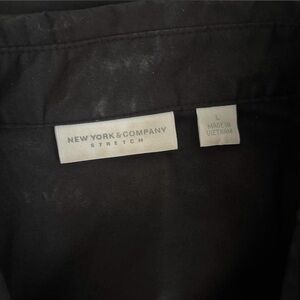 NEW YORK & COMPANY
STRETCH
L
MADE IN
VIETNAM